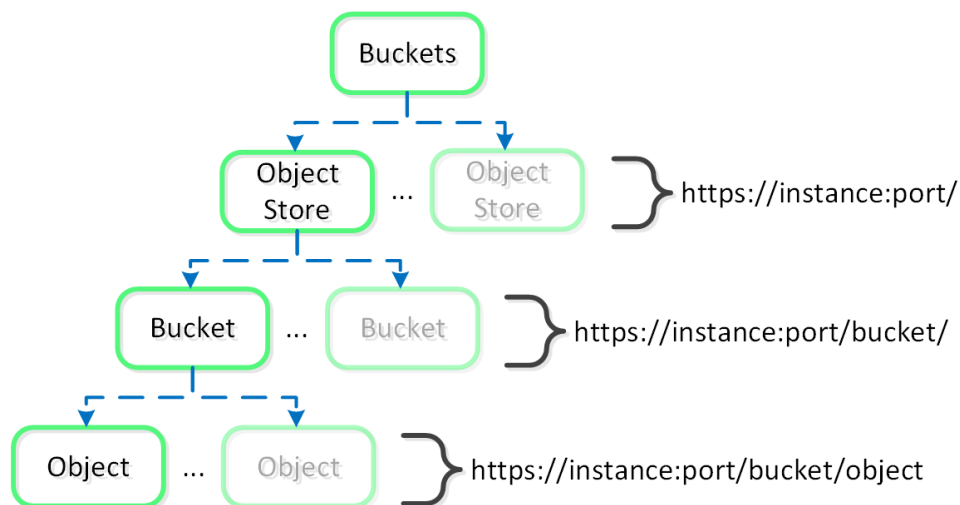 Buckets
Object
Store
...
Object
Store
https://instance:port/
Bucket
...
Bucket
https://instance:port/bucket/
Object
...
Object
https://instance:port/bucket/object